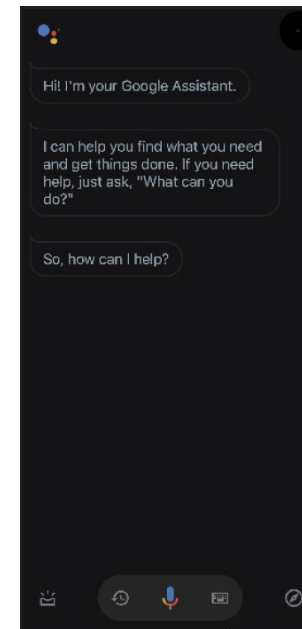 Hi! I'm your Google Assistant.
I can help you find what you need
and get things done. If you need
help, just ask, "What can you
do?"
So, how can I help?